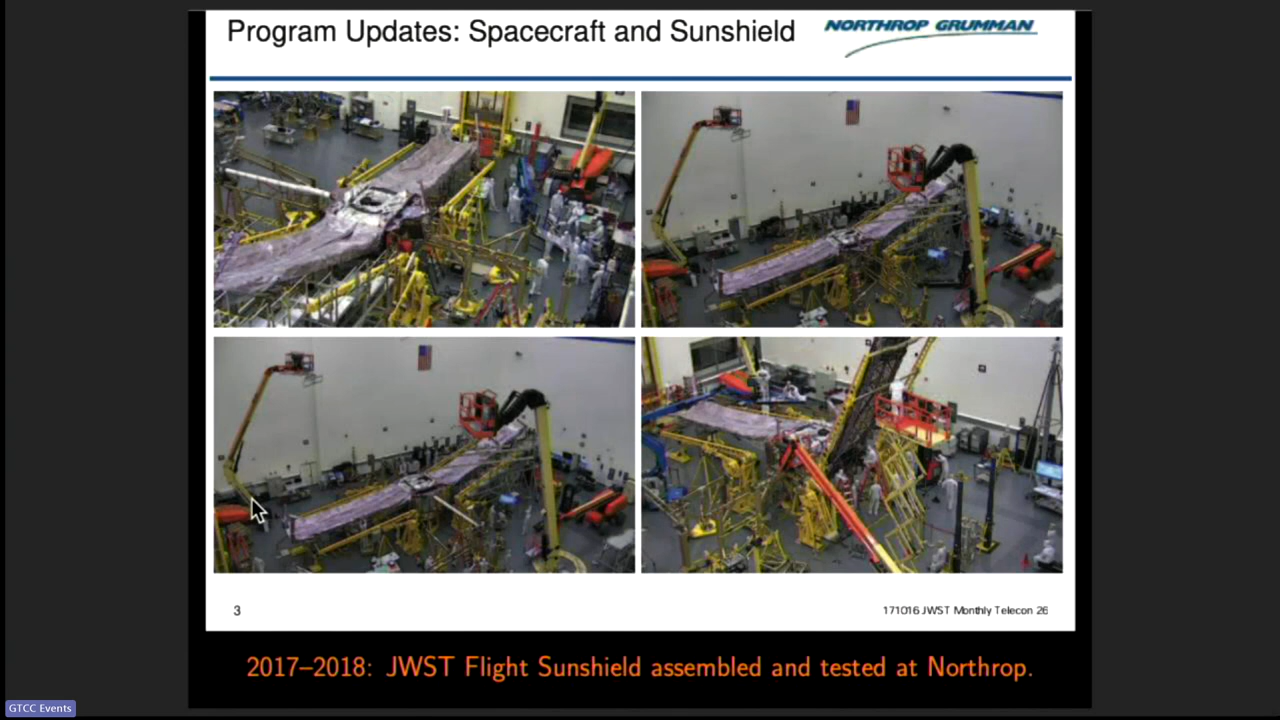 Program Updates: Spacecraft and Sunshield
NORTHROP GRUMMAN
3
171016 JWST Monthly Telecon 26
2017–2018: JWST Flight Sunshield assembled and tested at Northrop.
GTCC Events